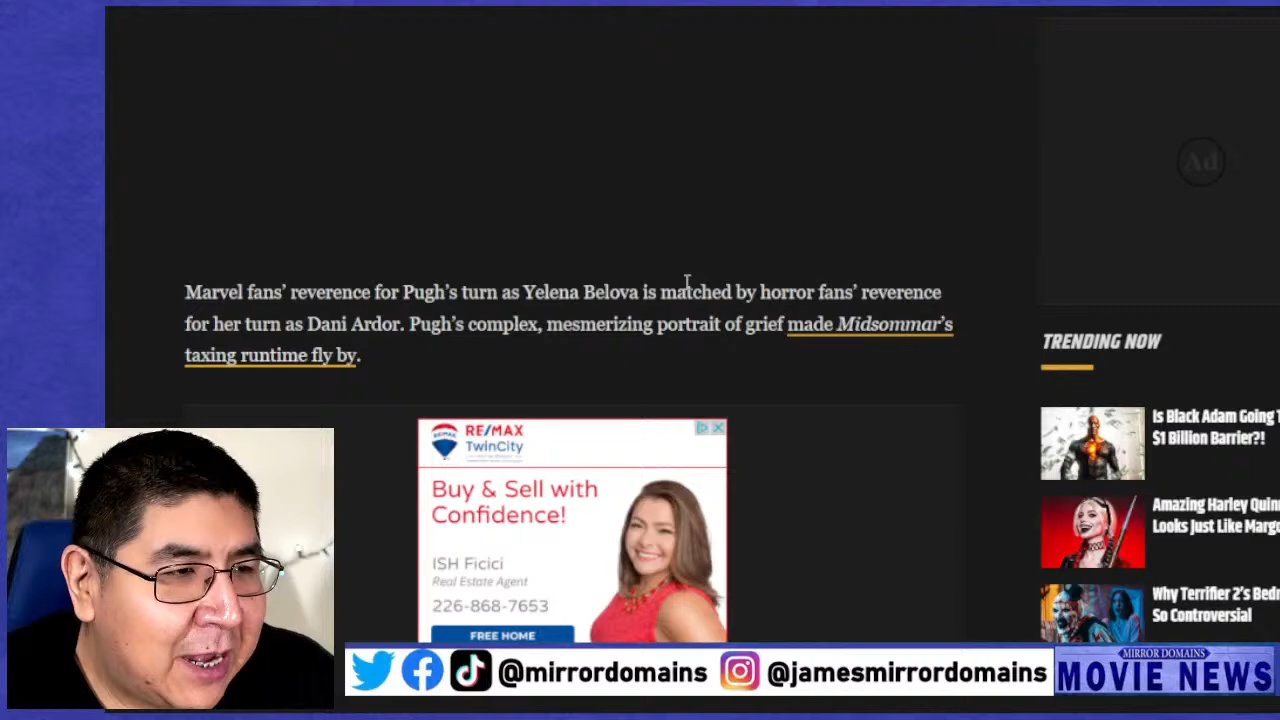 Ad
Marvel fans’ reverence for Pugh’s turn as Yelena Belova is matched by horror fans’ reverence
for her turn as Dani Ardor. Pugh’s complex, mesmerizing portrait of grief made Midsommar’s
taxing runtime fly by.
TRENDING NOW
Is Black Adam Going T
$1 Billion Barrier?!
Amazing Harley Quin
Looks Just Like Margo
Why Terrifier 2’s Bed
So Controversial
RE/MAX
TwinCity
Buy & Sell with
Confidence!
ISH Ficici
Real Estate Agent
226-868-7653
FREE HOME
@mirrordomains @jamesmirrordomains
MIRROR DOMAINS
MOVIE NEWS